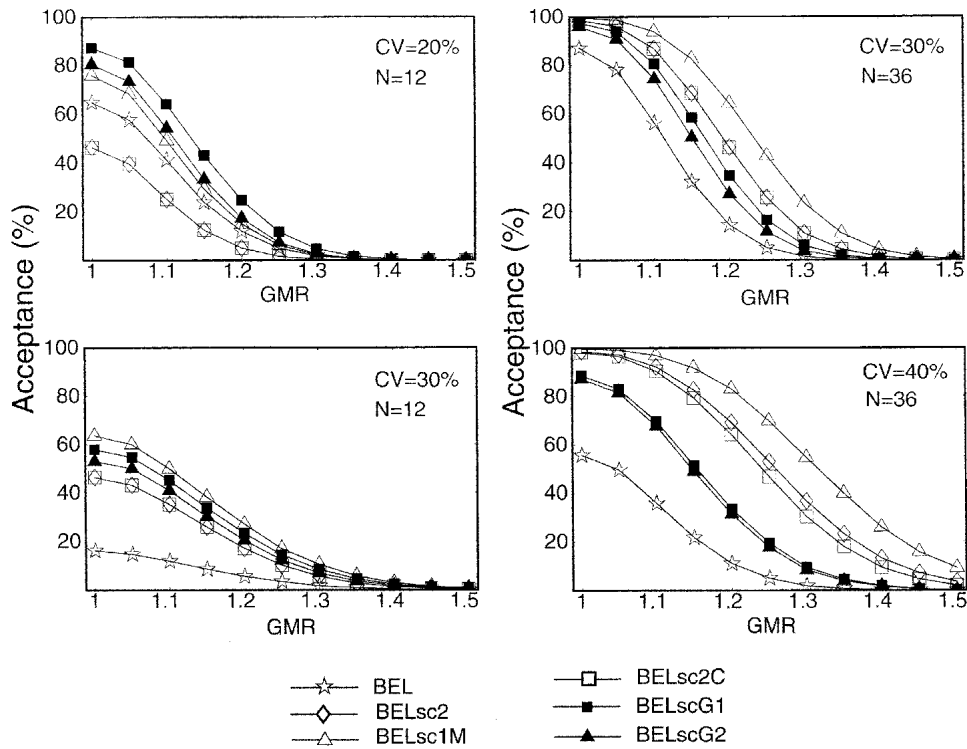 Acceptance (%)
100
80
60
40
20
CV=20%
N=12
1 1.1 1.2 1.3 1.4 1.5
GMR
Acceptance (%)
100
80
60
40
20
CV=30%
N=36
1 1.1 1.2 1.3 1.4 1.5
GMR
100
80
60
40
20
CV=30%
N=12
1 1.1 1.2 1.3 1.4 1.5
GMR
100
80
60
40
20
CV=40%
N=36
1 1.1 1.2 1.3 1.4 1.5
GMR
BEL
BELsc2
BELsc1M
BELsc2C
BELscG1
BELscG2